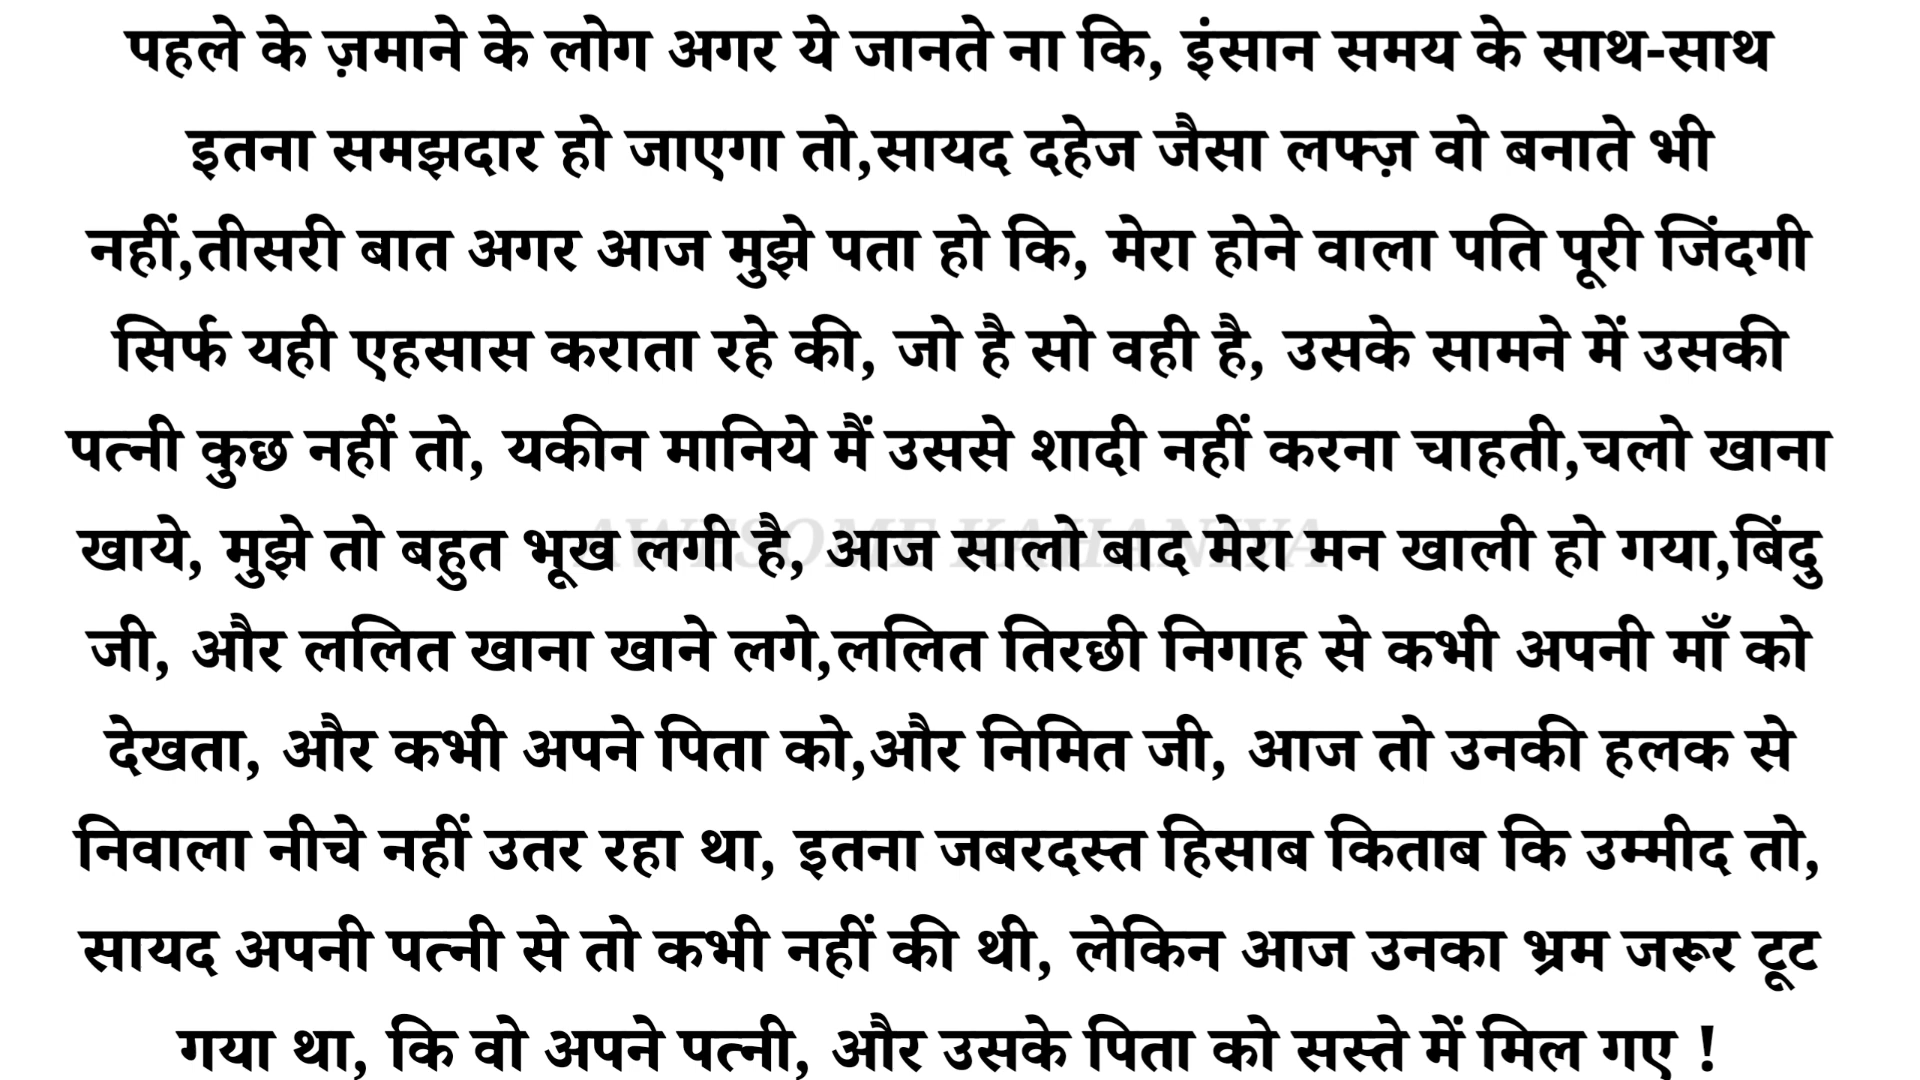 पहले के ज़माने के लोग अगर ये जानते ना कि, इंसान समय के साथ-साथ
इतना समझदार हो जाएगा तो,सायद दहेज जैसा लफ्ज़ वो बनाते भी
नहीं,तीसरी बात अगर आज मुझे पता हो कि, मेरा होने वाला पति पूरी जिंदगी
सिर्फ यही एहसास कराता रहे की, जो है सो वही है, उसके सामने में उसकी
पत्नी कुछ नहीं तो, यकीन मानिये मैं उससे शादी नहीं करना चाहती,चलो खाना
खाये, मुझे तो बहुत भूख लगी है, आज सालो बाद मेरा मन खाली हो गया,बिंदु
AWESOME KAHANIYA
जी, और ललित खाना खाने लगे,ललित तिरछी निगाह से कभी अपनी माँ को
देखता, और कभी अपने पिता को,और निमित जी, आज तो उनकी हलक से
निवाला नीचे नहीं उतर रहा था, इतना जबरदस्त हिसाब किताब कि उम्मीद तो,
सायद अपनी पत्नी से तो कभी नहीं की थी, लेकिन आज उनका भ्रम जरूर टूट
गया था, कि वो अपने पत्नी, और उसके पिता को सस्ते में मिल गए !